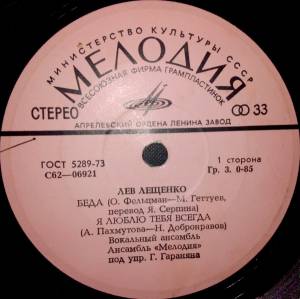 МИНИСТЕРСТВО КУЛЬТУРЫ СССР
МЕЛОДИЯ
ВСЕСОЮЗНАЯ ФИРМА ГРАМПЛАСТИНОК
СТЕРЕО 33
АПРЕЛЕВСКИЙ ОРДЕНА ЛЕНИНА ЗАВОД
ГОСТ 5289-73 1 сторона
С62—06921 Гр. 3. 0-85
ЛЕВ ЛЕЩЕНКО
БЕДА (О. Фельцман—М. Геттуев,
перевод Я. Серпина)
Я ЛЮБЛЮ ТЕБЯ ВСЕГДА
(А. Пахмутова—Н. Добронравов)
Вокальный ансамбль
Ансамбль «Мелодия»
под упр. Г. Гараняна